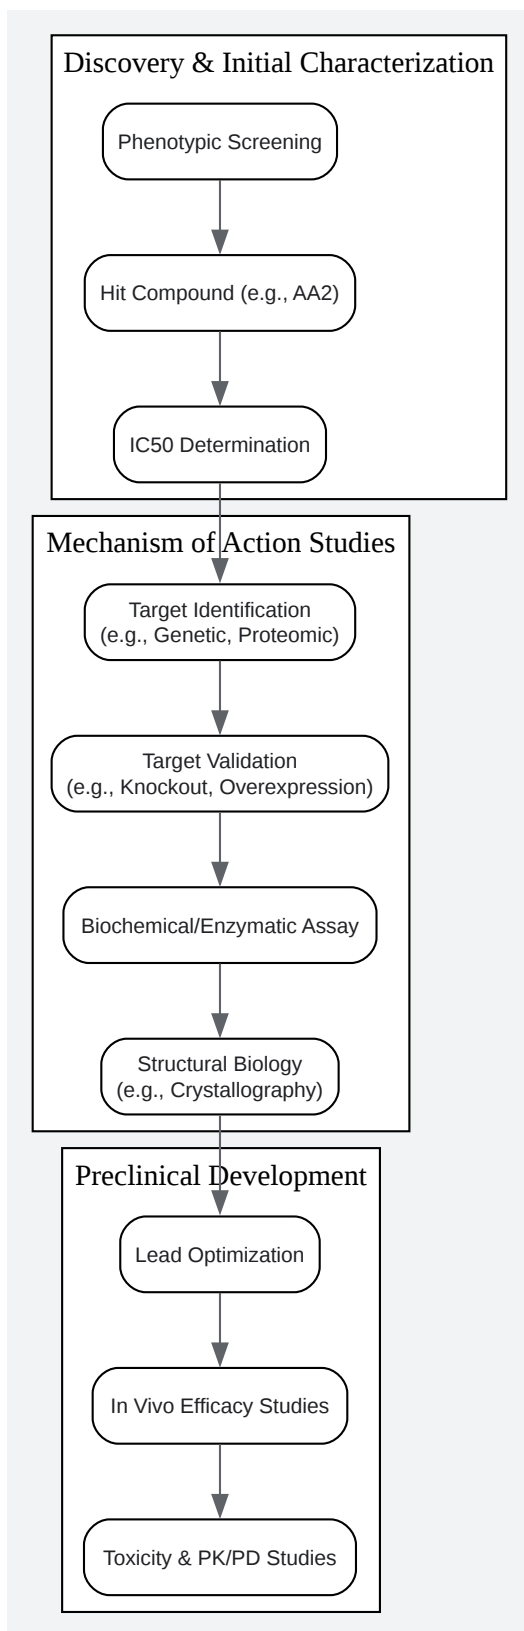 Discovery & Initial Characterization
Phenotypic Screening
Hit Compound (e.g., AA2)
IC50 Determination
Mechanism of Action Studies
Target Identification
(e.g., Genetic, Proteomic)
Target Validation
(e.g., Knockout, Overexpression)
Biochemical/Enzymatic Assay
Structural Biology
(e.g., Crystallography)
Preclinical Development
Lead Optimization
In Vivo Efficacy Studies
Toxicity & PK/PD Studies